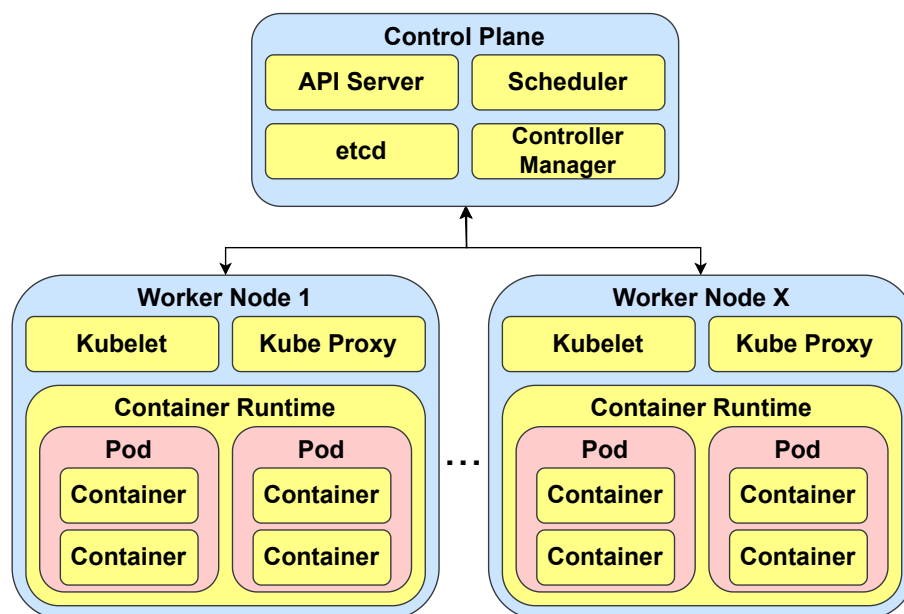 Control Plane
API Server
Scheduler
etcd
Controller
Manager
Worker Node 1
Kubelet
Kube Proxy
Container Runtime
Pod
Container
Container
Pod
Container
Container
...
Worker Node X
Kubelet
Kube Proxy
Container Runtime
Pod
Container
Container
Pod
Container
Container